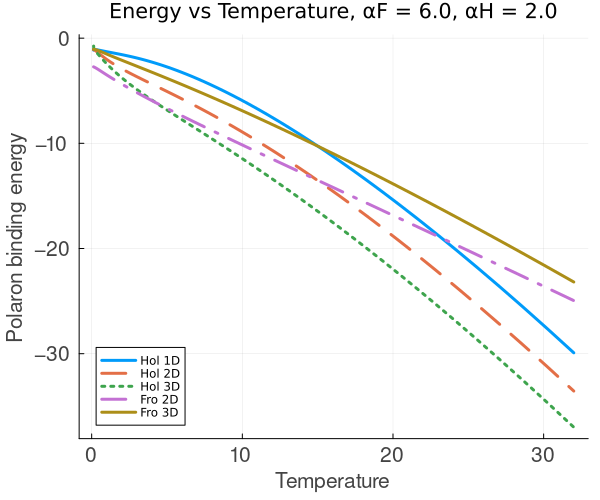 Energy vs Temperature, αF = 6.0, αH = 2.0
Polaron binding energy
0
−10
−20
−30
Hol 1D
Hol 2D
Hol 3D
Fro 2D
Fro 3D
0 10 20 30
Temperature